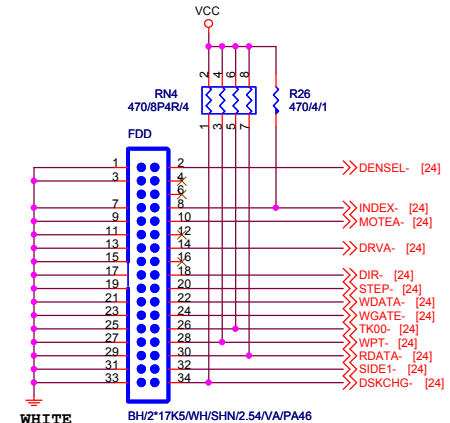 VCC
2 4 6 8
RN4
470/8P4R/4
R26
470/4/1
1 3 5 7
FDD
1 2 DENSEL- [24]
3 4
6
7 8 INDEX- [24]
9 10 MOTEA- [24]
11 12
13 14 DRVA- [24]
15 16
17 18 DIR- [24]
19 20 STEP- [24]
21 22 WDATA- [24]
23 24 WGATE- [24]
25 26 TK00- [24]
27 28 WPT- [24]
29 30 RDATA- [24]
31 32 SIDE1- [24]
33 34 DSKCHG- [24]
WHITE
BH/2*17K5/WH/SHN/2.54/VA/PA46